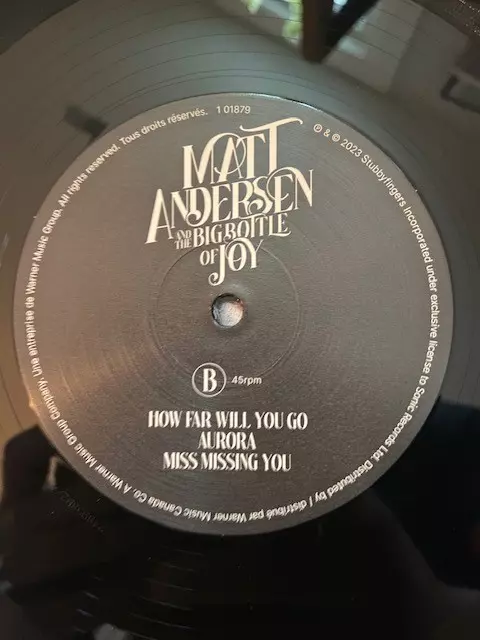 MATT
ANDERSEN
AND THE BIG BOTTLE
OF JOY
B 45rpm
HOW FAR WILL YOU GO
AURORA
MISS MISSING YOU
℗ & © 2023 Stubbyfingers Incorporated under exclusive license to Sonic Records Ltd. Distributed by / distribué par Warner Music Canada Co. A Warner Music Group Company. Une entreprise de Warner Music Group. All rights reserved. Tous droits réservés. 1 01879